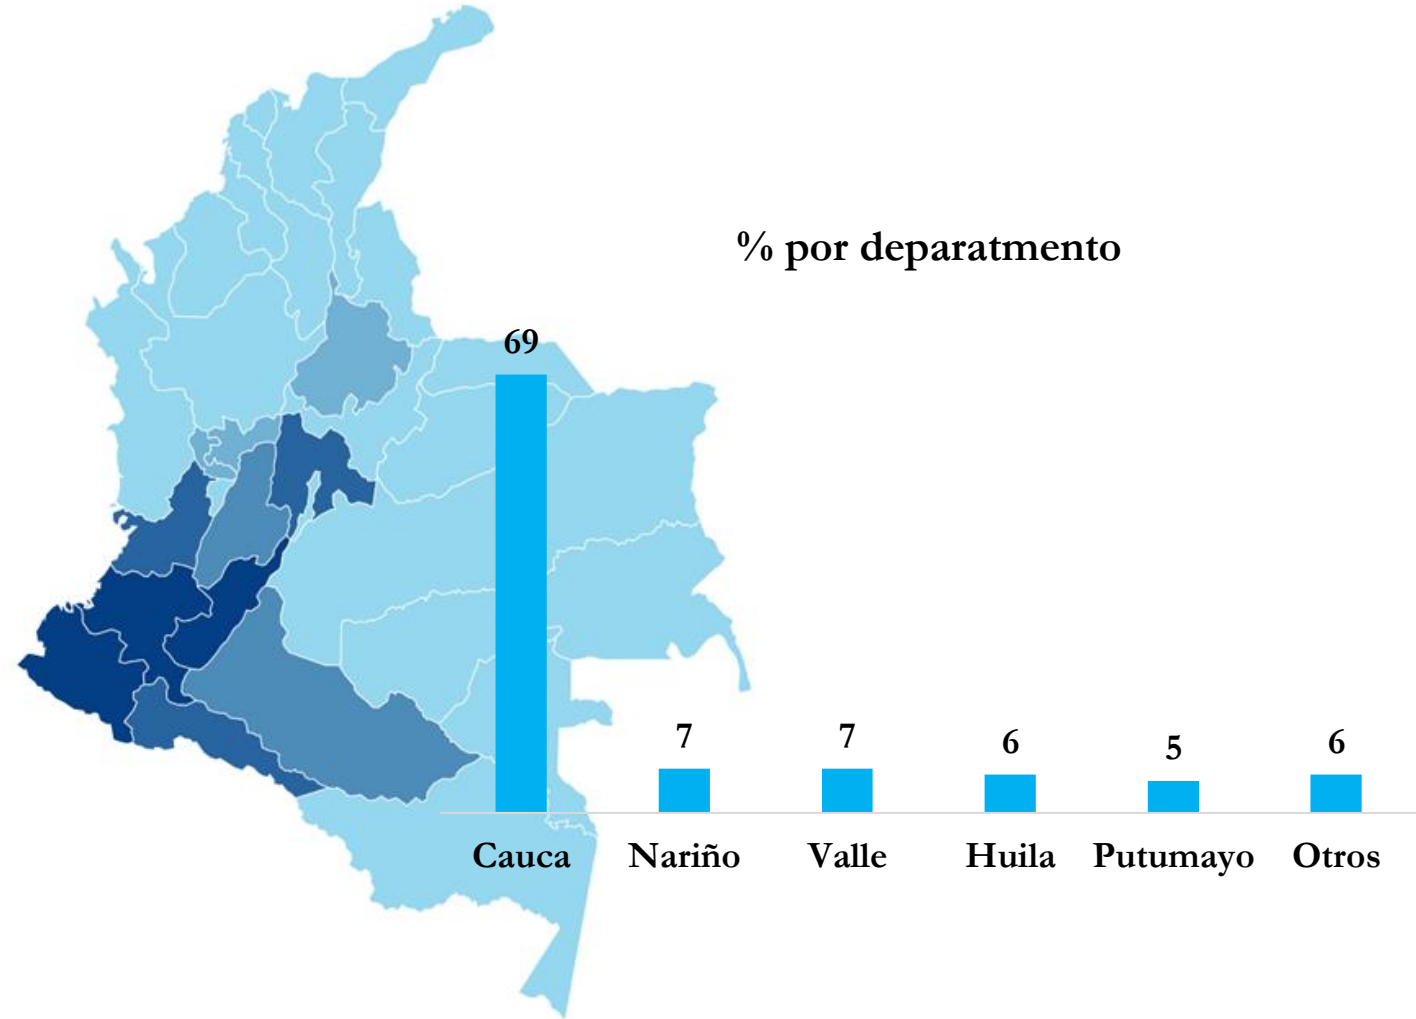 % por deparatmento
69
7
7
6
5
6
Cauca
Nariño
Valle
Huila
Putumayo
Otros